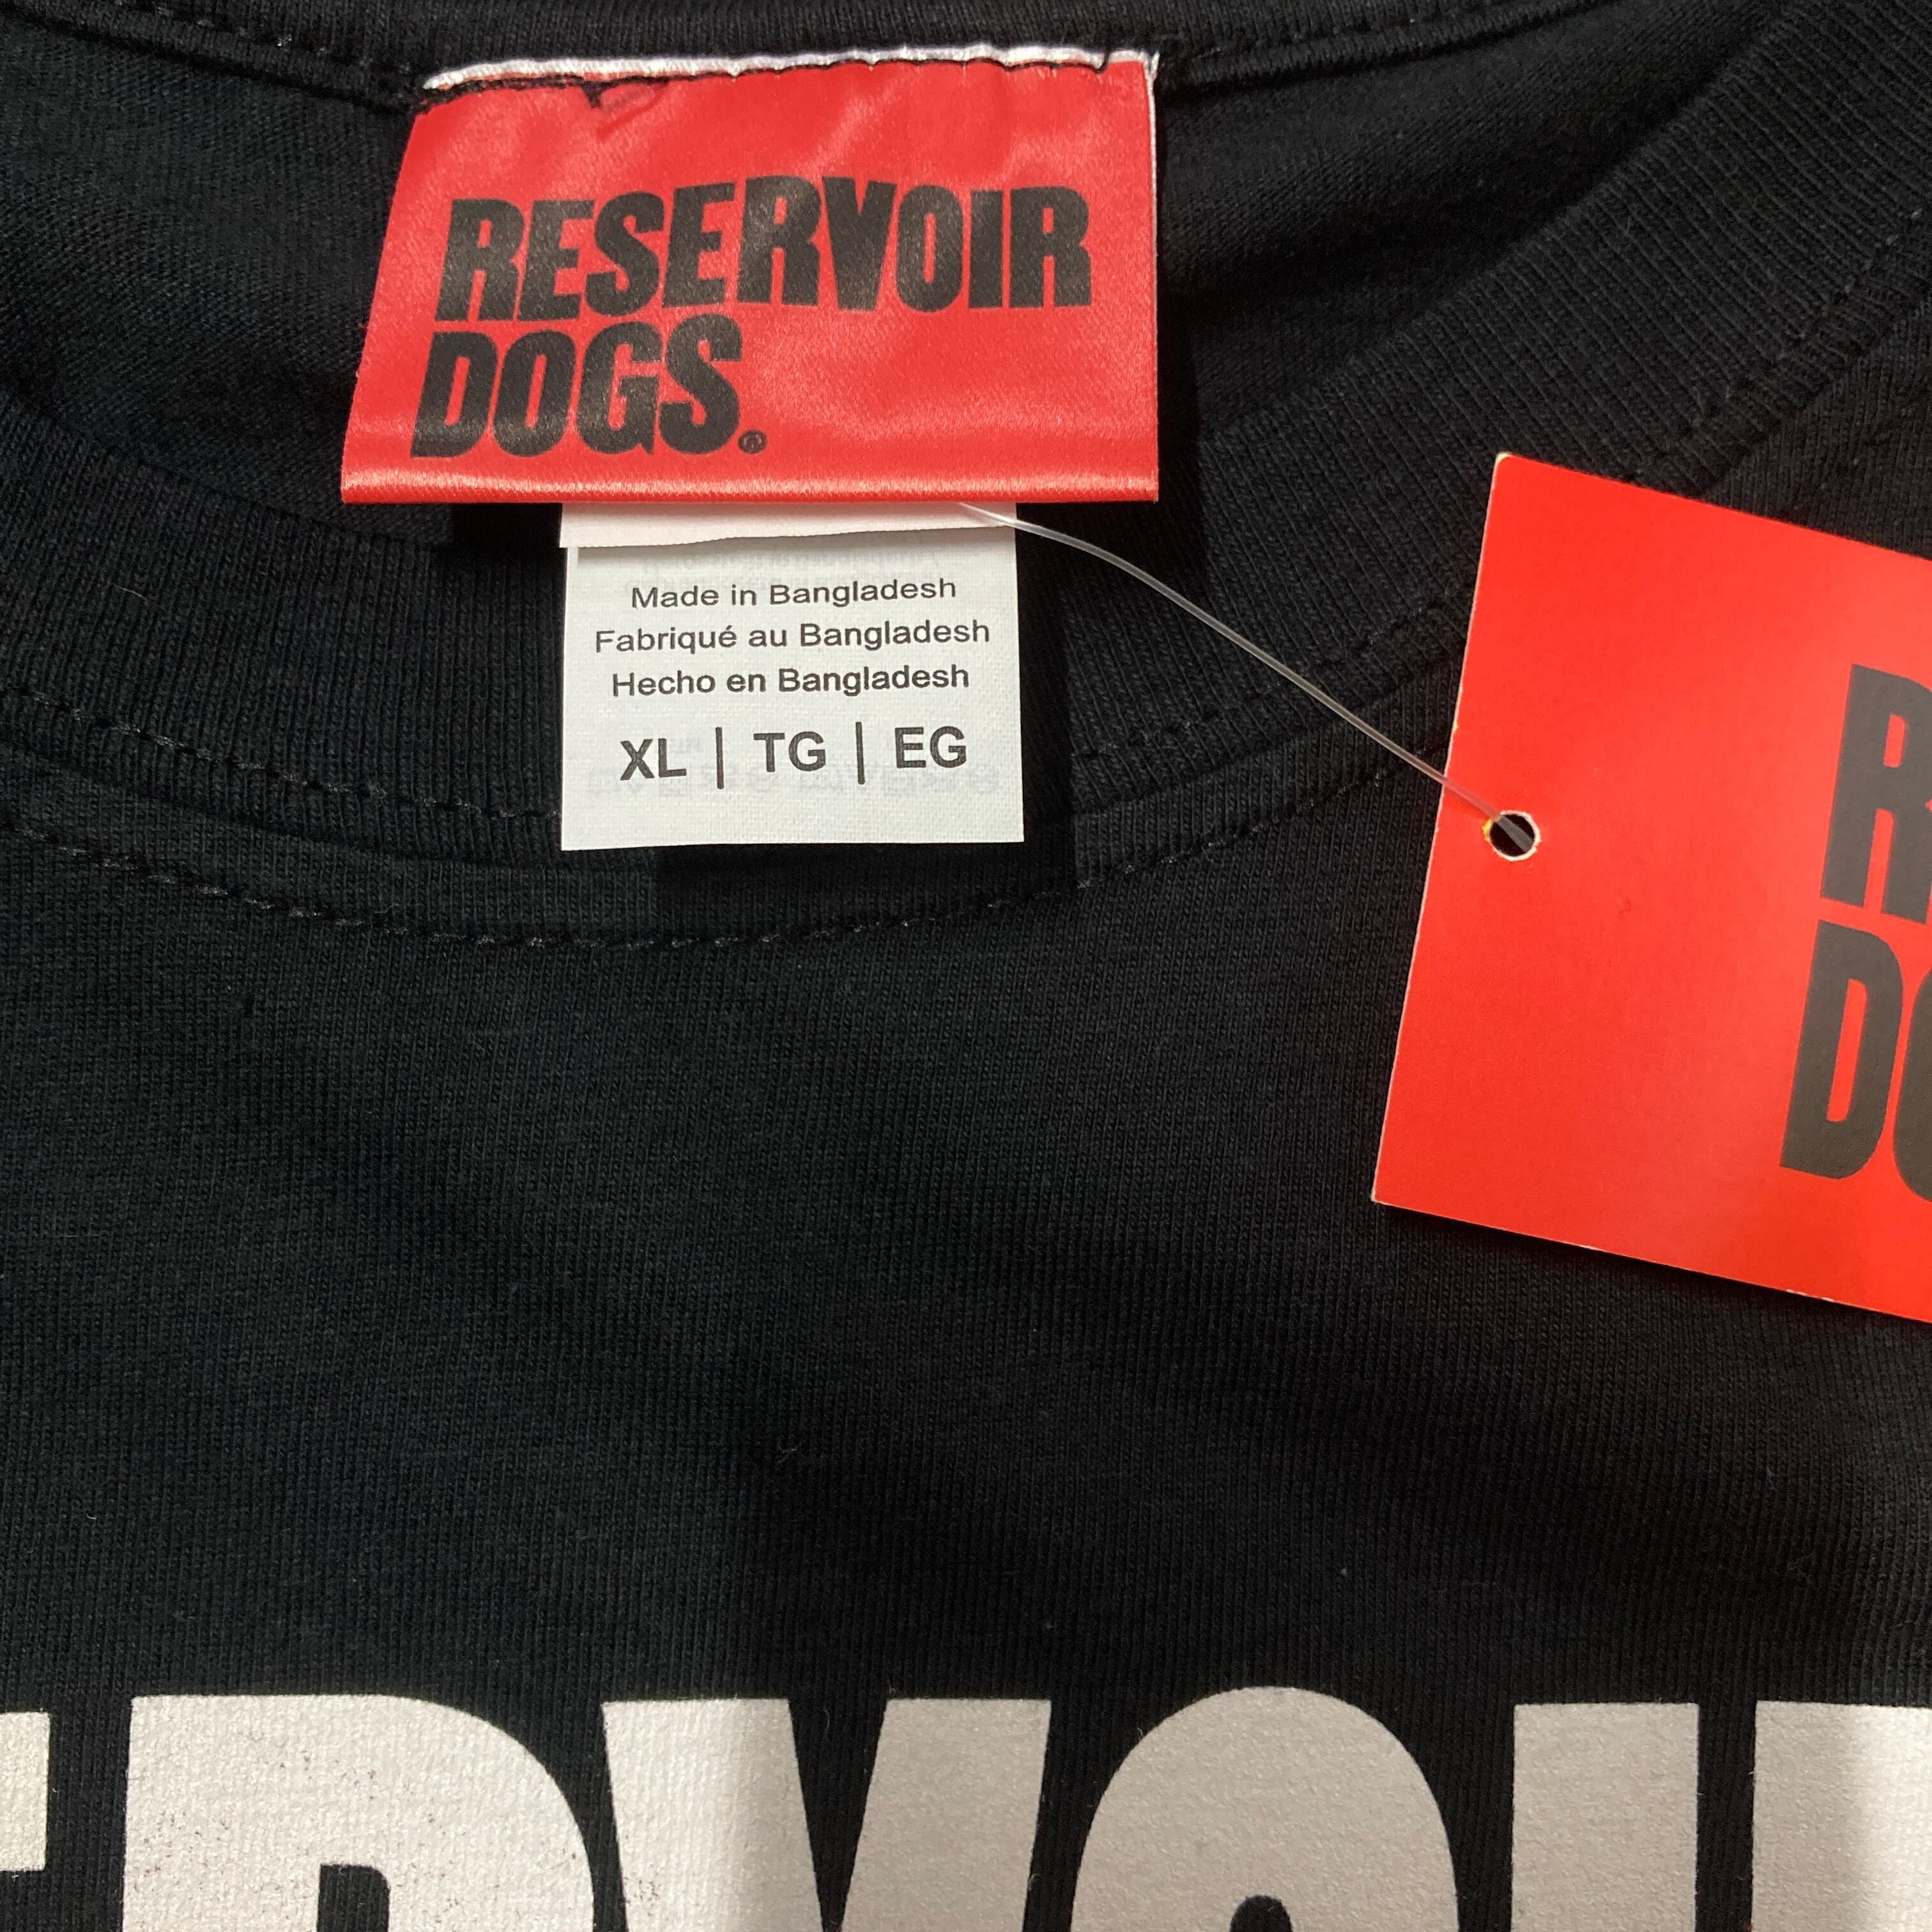 RESERVOIR
DOGS®
Made in Bangladesh
Fabriqué au Bangladesh
Hecho en Bangladesh
XL | TG | EG